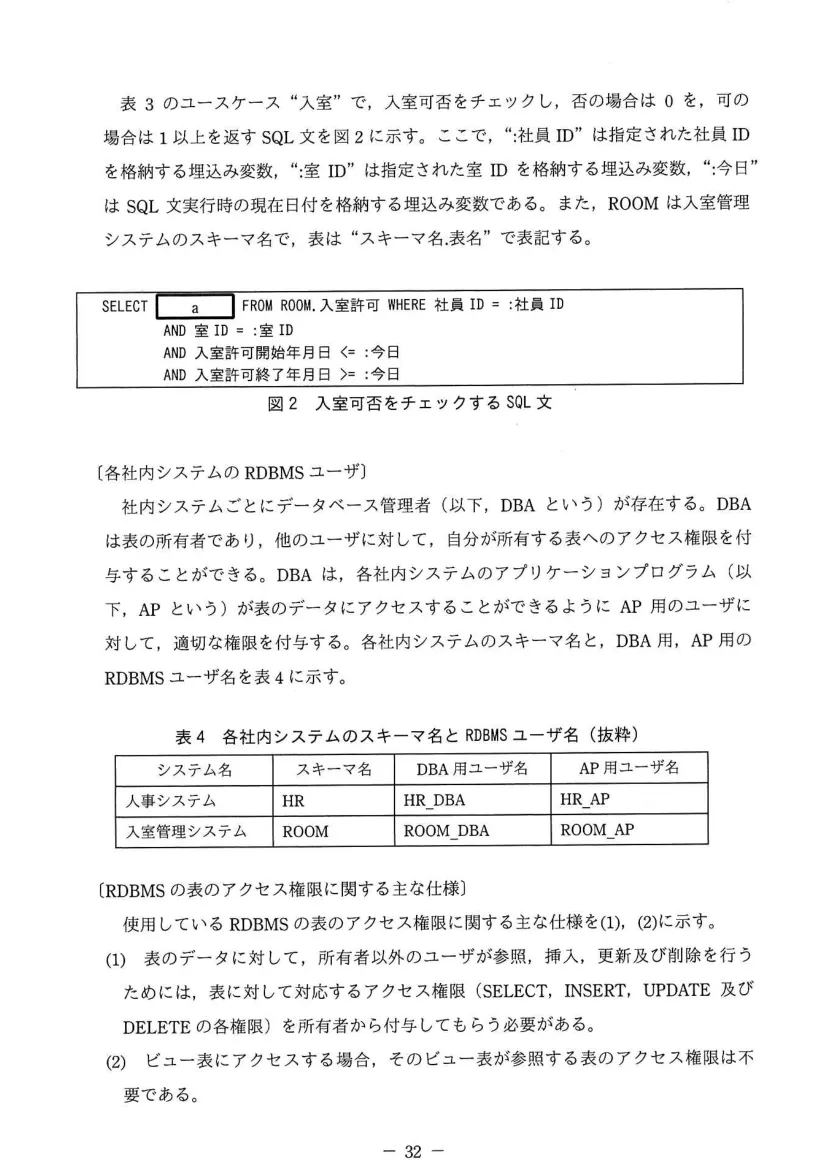 表 3 のユースケース “入室” で，入室可否をチェックし，否の場合は 0 を，可の
場合は 1 以上を返す SQL 文を図 2 に示す。ここで，“:社員 ID” は指定された社員 ID
を格納する埋込み変数，“:室 ID” は指定された室 ID を格納する埋込み変数，“:今日”
は SQL 文実行時の現在日付を格納する埋込み変数である。また，ROOM は入室管理
システムのスキーマ名で，表は “スキーマ名.表名” で表記する。
SELECT a FROM ROOM.入室許可 WHERE 社員 ID = :社員 ID
AND 室 ID = :室 ID
AND 入室許可開始年月日 <= :今日
AND 入室許可終了年月日 >= :今日
図 2 入室可否をチェックする SQL 文
〔各社内システムの RDBMS ユーザ〕
社内システムごとにデータベース管理者（以下，DBA という）が存在する。DBA
は表の所有者であり，他のユーザに対して，自分が所有する表へのアクセス権限を付
与することができる。DBA は，各社内システムのアプリケーションプログラム（以
下，AP という）が表のデータにアクセスすることができるように AP 用のユーザに
対して，適切な権限を付与する。各社内システムのスキーマ名と，DBA 用，AP 用の
RDBMS ユーザ名を表 4 に示す。
表 4 各社内システムのスキーマ名と RDBMS ユーザ名（抜粋）
システム名 スキーマ名 DBA 用ユーザ名 AP 用ユーザ名
人事システム HR HR_DBA HR_AP
入室管理システム ROOM ROOM_DBA ROOM_AP
〔RDBMS の表のアクセス権限に関する主な仕様〕
使用している RDBMS の表のアクセス権限に関する主な仕様を(1)，(2)に示す。
(1) 表のデータに対して，所有者以外のユーザが参照，挿入，更新及び削除を行う
ためには，表に対して対応するアクセス権限（SELECT，INSERT，UPDATE 及び
DELETE の各権限）を所有者から付与してもらう必要がある。
(2) ビュー表にアクセスする場合，そのビュー表が参照する表のアクセス権限は不
要である。
－ 32 －